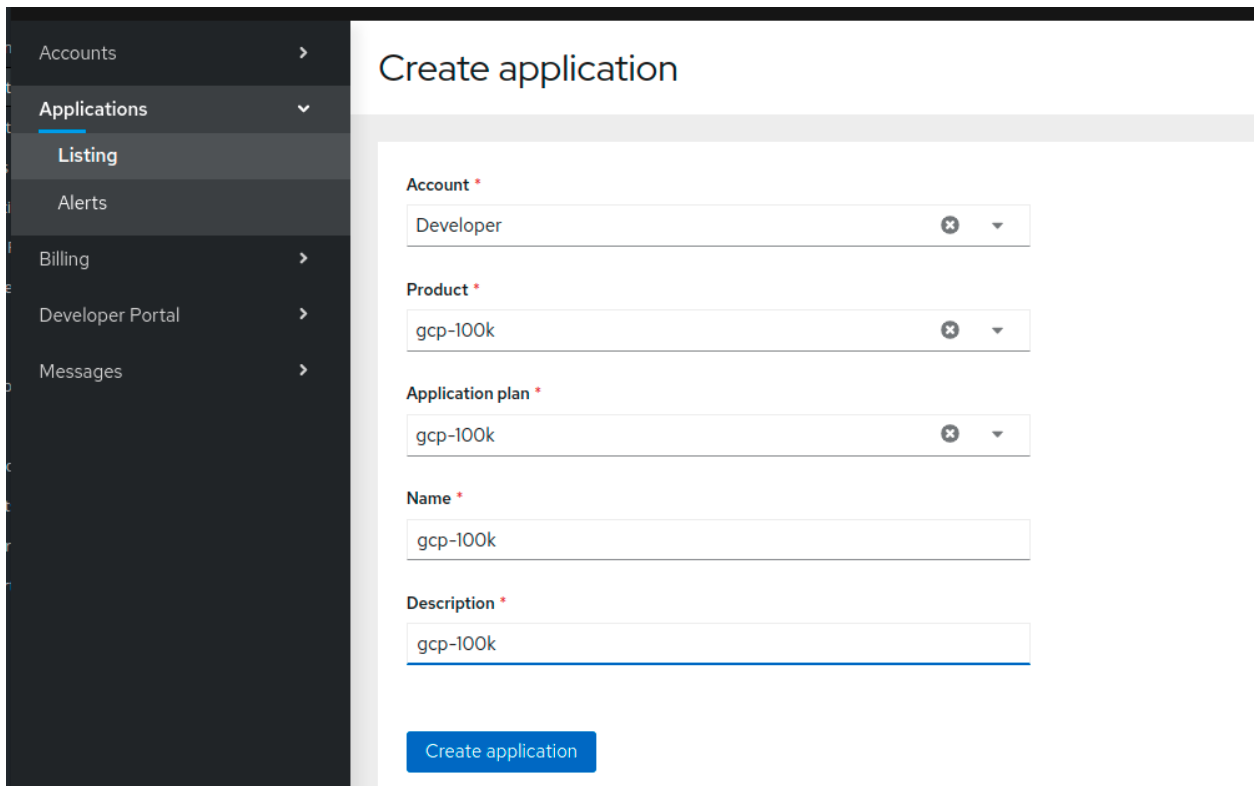 Accounts
Applications
Listing
Alerts
Billing
Developer Portal
Messages
Create application
Account *
Developer
Product *
gcp-100k
Application plan *
gcp-100k
Name *
gcp-100k
Description *
gcp-100k
Create application